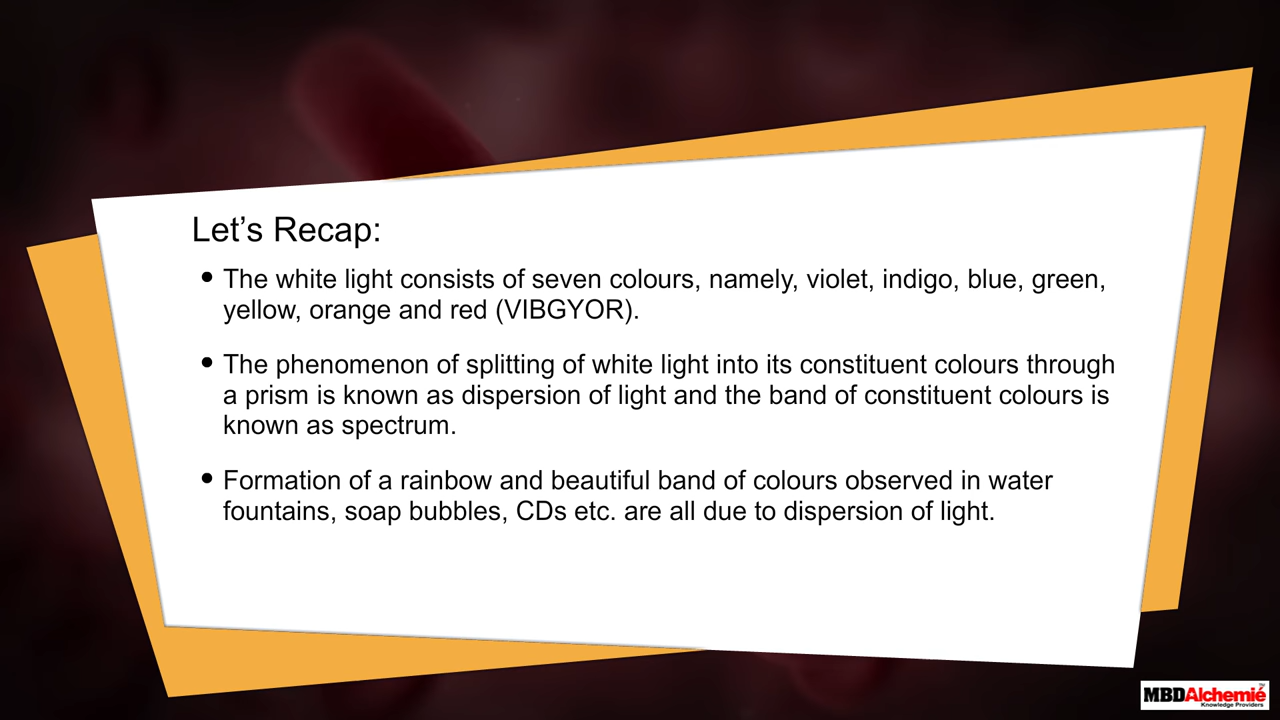 Let’s Recap:
• The white light consists of seven colours, namely, violet, indigo, blue, green,
yellow, orange and red (VIBGYOR).
• The phenomenon of splitting of white light into its constituent colours through
a prism is known as dispersion of light and the band of constituent colours is
known as spectrum.
• Formation of a rainbow and beautiful band of colours observed in water
fountains, soap bubbles, CDs etc. are all due to dispersion of light.
MBDAlchemié
Knowledge Providers